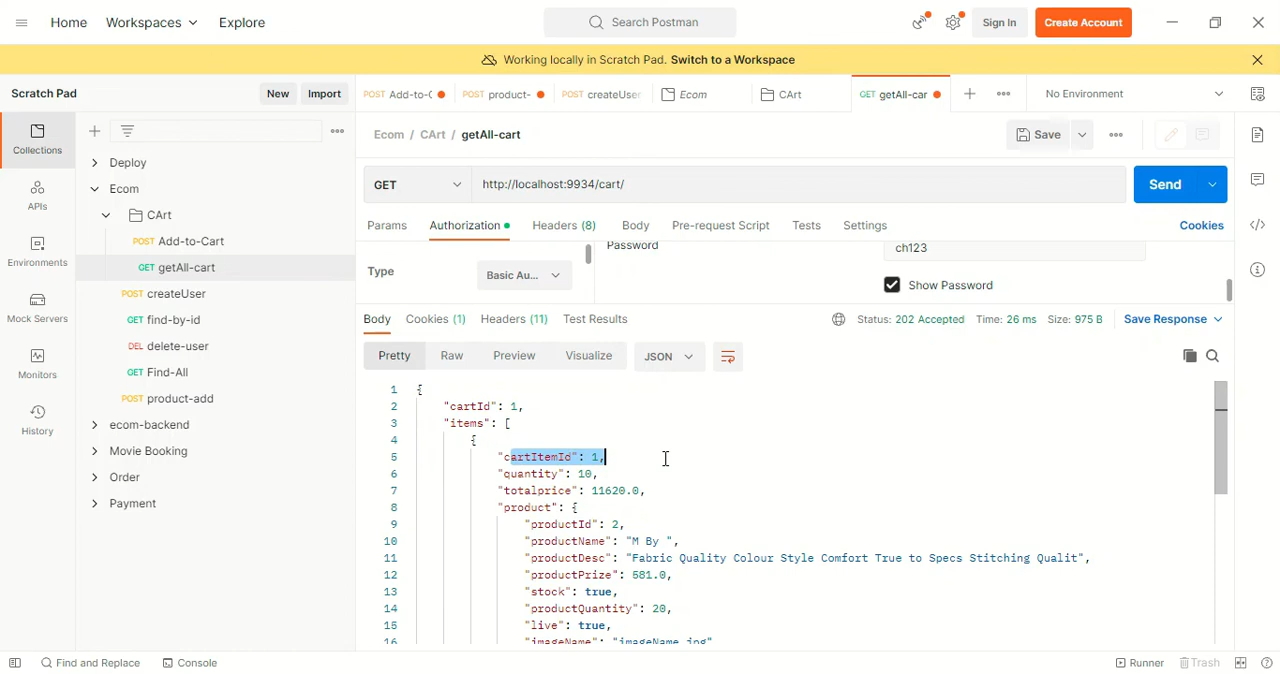 Home Workspaces Explore Search Postman Sign In Create Account
Working locally in Scratch Pad. Switch to a Workspace
Scratch Pad New Import
POST Add-to-C POST product- POST createUser Ecom CArt GET getAll-car No Environment
Ecom / CArt / getAll-cart Save
Collections
APIs
Environments
Mock Servers
Monitors
History
Deploy
Ecom
CArt
POST Add-to-Cart
GET getAll-cart
POST createUser
GET find-by-id
DEL delete-user
GET Find-All
POST product-add
ecom-backend
Movie Booking
Order
Payment
GET http://localhost:9934/cart/ Send
Params Authorization Headers (8) Body Pre-request Script Tests Settings Cookies
Password ch123
Type Basic Au...
Show Password
Body Cookies (1) Headers (11) Test Results Status: 202 Accepted Time: 26 ms Size: 975 B Save Response
Pretty Raw Preview Visualize JSON
1 {
2 "cartId": 1,
3 "items": [
4 {
5 "cartItemId": 1,
6 "quantity": 10,
7 "totalprice": 11620.0,
8 "product": {
9 "productId": 2,
10 "productName": "M By ",
11 "productDesc": "Fabric Quality Colour Style Comfort True to Specs Stitching Qualit",
12 "productPrize": 581.0,
13 "stock": true,
14 "productQuantity": 20,
15 "live": true,
16 "imageName": "imageName.jpg"
Find and Replace Console Runner Trash